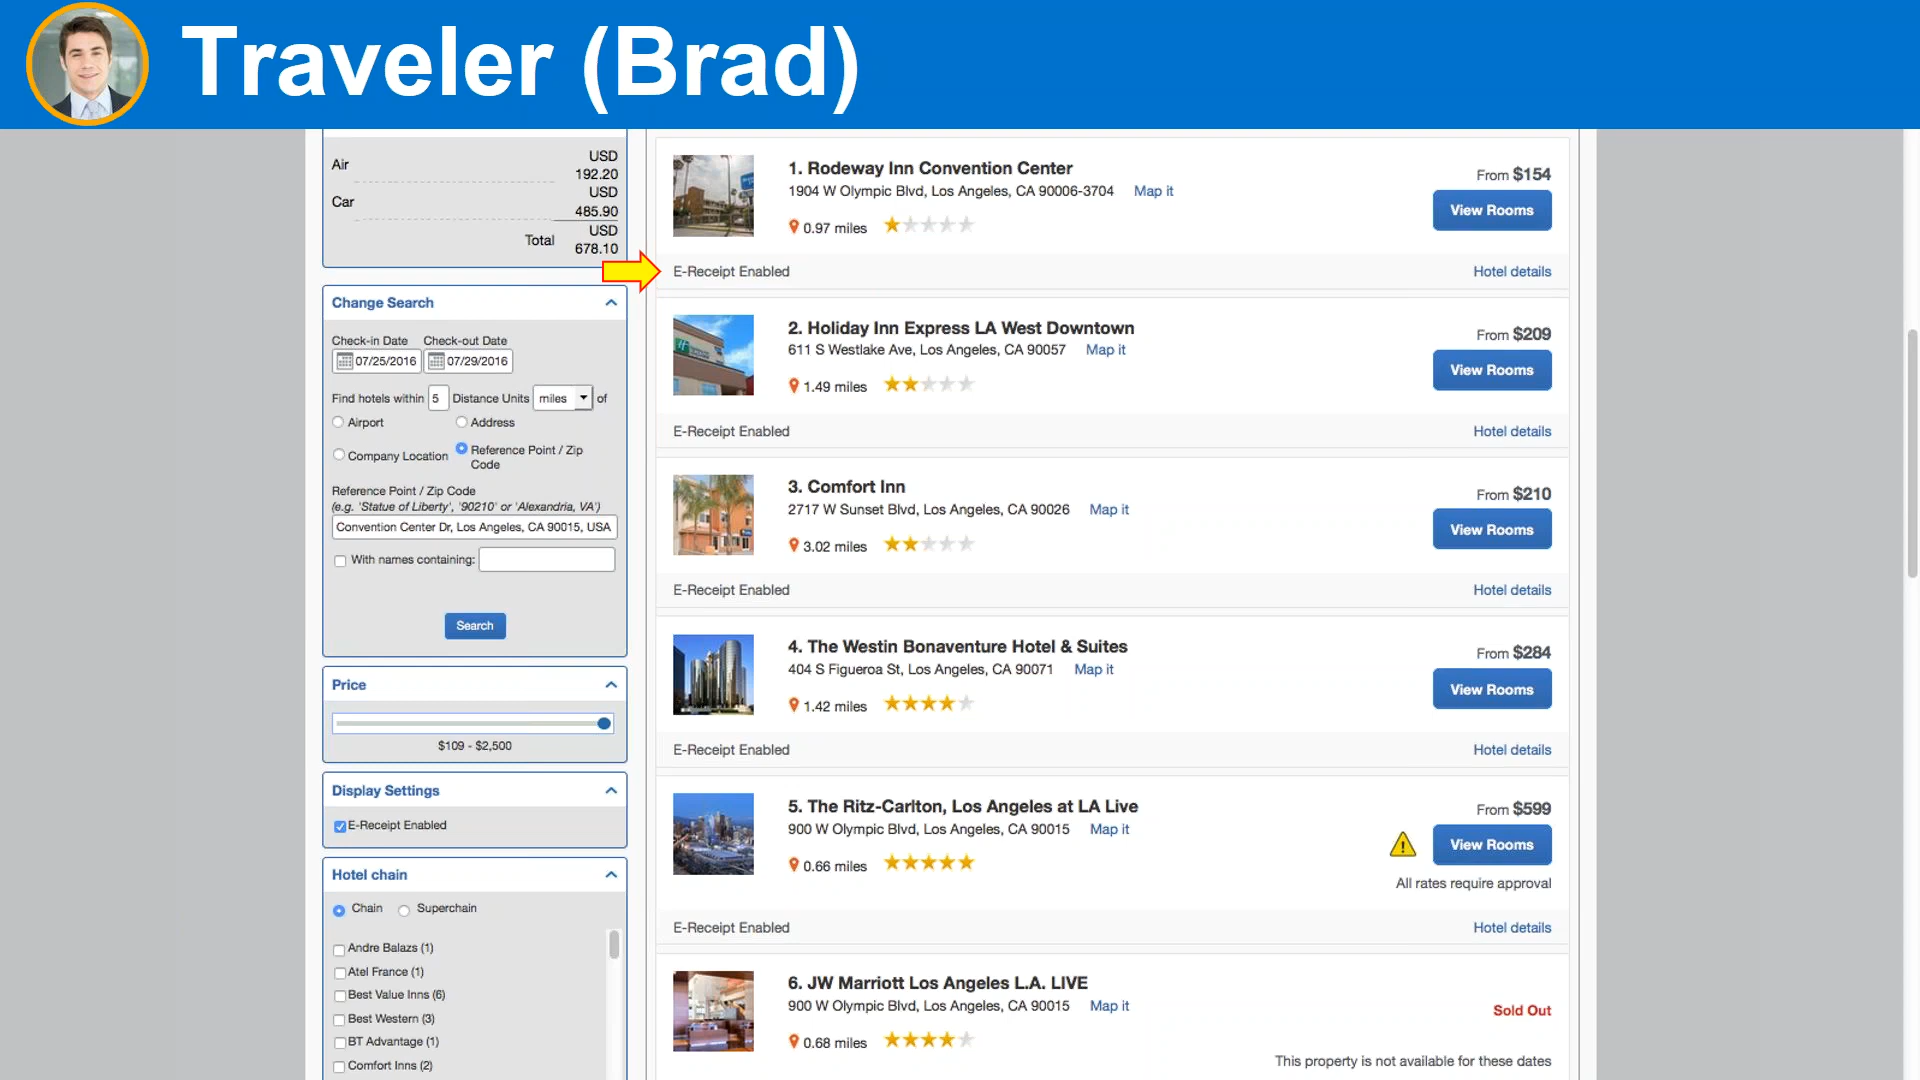 Traveler (Brad)
Air
USD
192.20
Car
USD
485.90
Total
USD
678.10
Change Search
Check-in Date Check-out Date
07/25/2016 07/29/2016
Find hotels within 5 Distance Units miles of
Airport Address
Company Location Reference Point / Zip
Code
Reference Point / Zip Code
(e.g. 'Statue of Liberty', '90210' or 'Alexandria, VA')
Convention Center Dr, Los Angeles, CA 90015, USA
With names containing:
Search
Price
$109 - $2,500
Display Settings
E-Receipt Enabled
Hotel chain
Chain Superchain
Andre Balazs (1)
Atel France (1)
Best Value Inns (6)
Best Western (3)
BT Advantage (1)
Comfort Inns (2)
1. Rodeway Inn Convention Center
1904 W Olympic Blvd, Los Angeles, CA 90006-3704 Map it
0.97 miles
From $154
View Rooms
E-Receipt Enabled Hotel details
2. Holiday Inn Express LA West Downtown
611 S Westlake Ave, Los Angeles, CA 90057 Map it
1.49 miles
From $209
View Rooms
E-Receipt Enabled Hotel details
3. Comfort Inn
2717 W Sunset Blvd, Los Angeles, CA 90026 Map it
3.02 miles
From $210
View Rooms
E-Receipt Enabled Hotel details
4. The Westin Bonaventure Hotel & Suites
404 S Figueroa St, Los Angeles, CA 90071 Map it
1.42 miles
From $284
View Rooms
E-Receipt Enabled Hotel details
5. The Ritz-Carlton, Los Angeles at LA Live
900 W Olympic Blvd, Los Angeles, CA 90015 Map it
0.66 miles
From $599
View Rooms
All rates require approval
E-Receipt Enabled Hotel details
6. JW Marriott Los Angeles L.A. LIVE
900 W Olympic Blvd, Los Angeles, CA 90015 Map it
0.68 miles
Sold Out
This property is not available for these dates